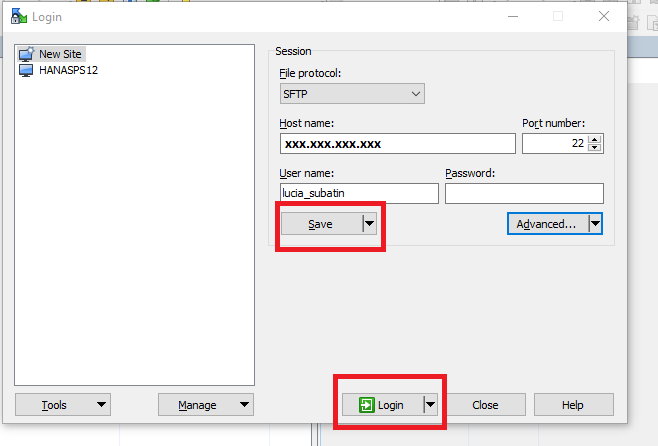 Login
New Site
HANASPS12
Session
File protocol:
SFTP
Host name:
Port number:
xxx.xxx.xxx.xxx
22
User name:
Password:
lucia_subatin
Save
Advanced...
Tools
Manage
Login
Close
Help